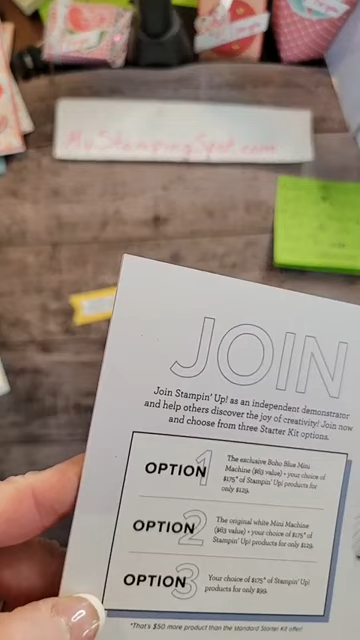 MyStampingSpot.com
JOIN
Join Stampin' Up! as an independent demonstrator
and help others discover the joy of creativity! Join now
and choose from three Starter Kit options.
OPTION 1
The exclusive Boho Blue Mini
Machine ($63 value) + your choice of
$175* of Stampin' Up! products for
only $129.
OPTION 2
The original white Mini Machine
($63 value) + your choice of $175* of
Stampin' Up! products for only $129.
OPTION 3
Your choice of $175* of Stampin' Up!
products for only $99.
*That's $50 more product than the standard Starter Kit offer!